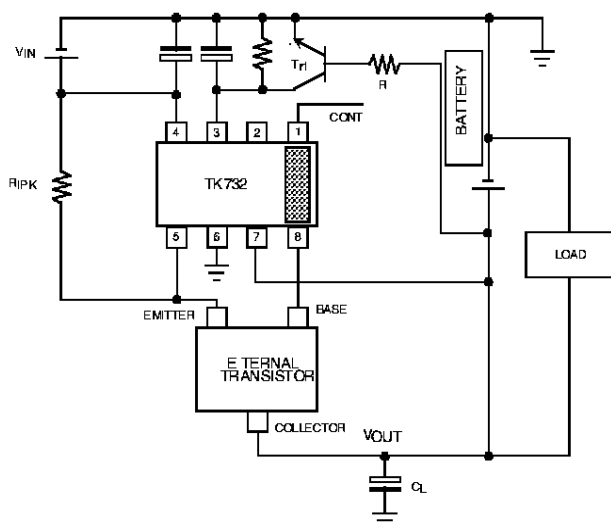 VIN
Tr1
R
BATTERY
CONT
4 3 2 1
RIPK
TK732
5 6 7 8
LOAD
EMITTER
BASE
E TERNAL
TRANSISTOR
COLLECTOR
VOUT
CL